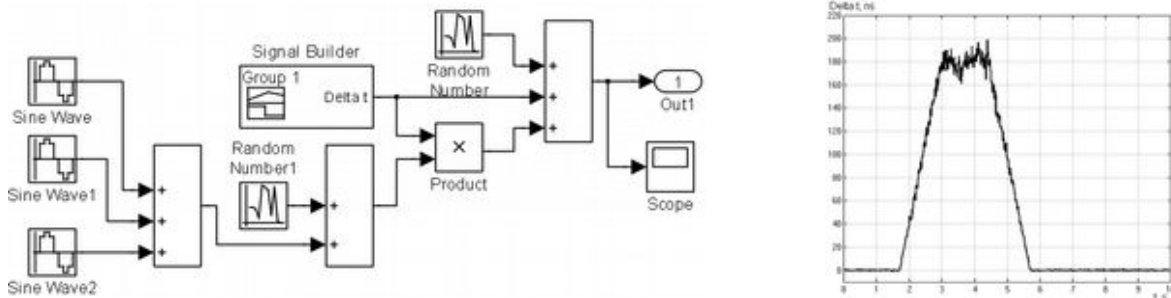 Sine Wave
Sine Wave1
Sine Wave2
+
+
+
Signal Builder
Group 1
Delta t
Random
Number1
+
+
Random
Number
×
Product
+
+
+
1
Out1
Scope
Delta t, ns
220
200
180
160
140
120
100
80
60
40
20
0
0 1 2 3 4 5 6 7 8 9